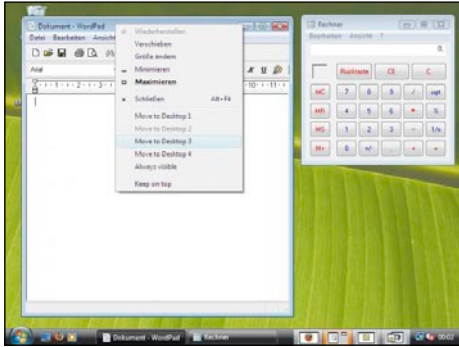 Dokument - WordPad
Datei Bearbeiten Ansicht
Arial
Wiederherstellen
Verschieben
Größe ändern
Minimieren
Maximieren
Schließen Alt+F4
Move to Desktop 1
Move to Desktop 2
Move to Desktop 3
Move to Desktop 4
Always visible
Keep on top
Rechner
Bearbeiten Ansicht ?
0,
Rücktaste CE C
MC 7 8 9 / sqrt
MR 4 5 6 * %
MS 1 2 3 - 1/x
M+ 0 +/- , + =
Dokument - WordPad Rechner 00:02